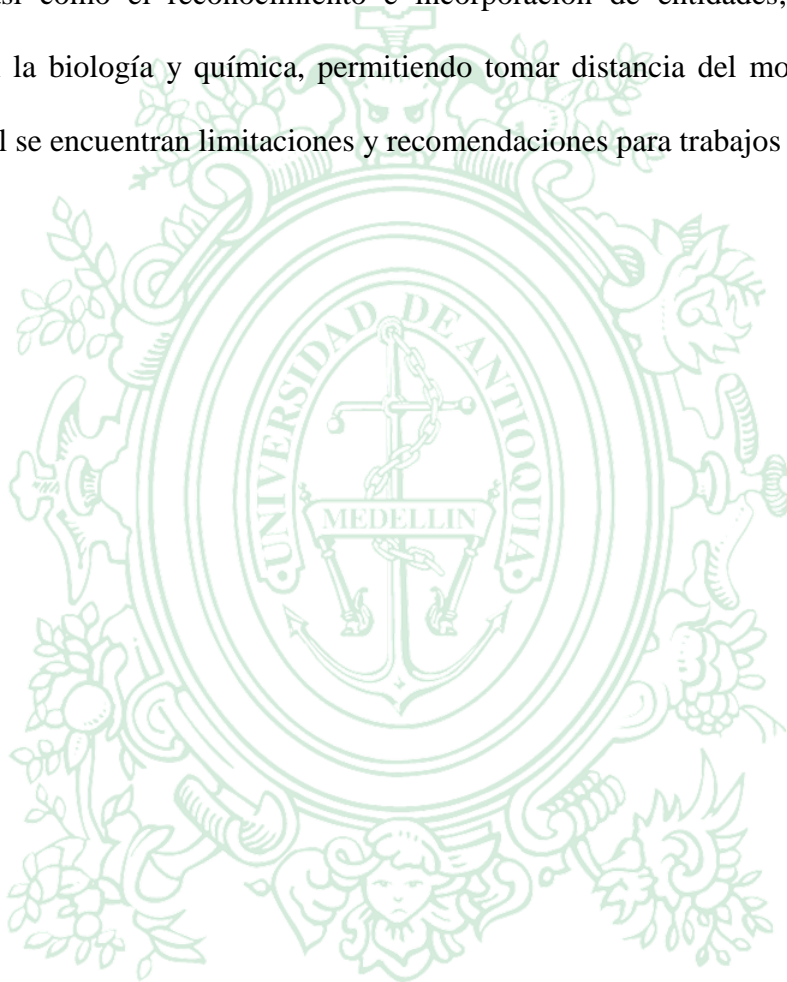 así como el reconocimiento e incorporación de entidades,
la biología y química, permitiendo tomar distancia del mo
l se encuentran limitaciones y recomendaciones para trabajos
UNIVERSIDAD DE ANTIOQUIA
MEDELLIN